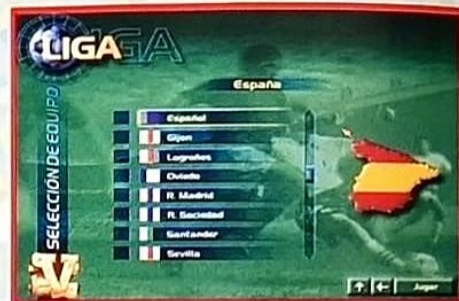 LIGA
España
SELECCIÓN DE EQUIPO
Español
Gijon
Logroñes
Oviedo
R. Madrid
R. Sociedad
Santander
Sevilla
Jugar